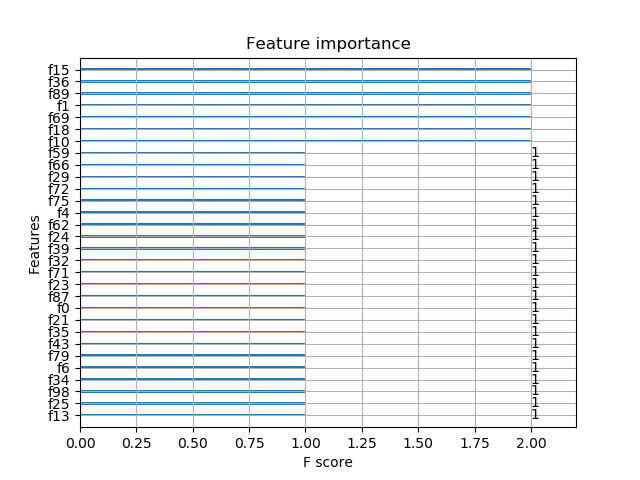 Feature importance
Features
f15
f36
f89
f1
f69
f18
f10
f59 1
f66 1
f29 1
f72 1
f75 1
f4 1
f62 1
f24 1
f39 1
f32 1
f71 1
f23 1
f87 1
f0 1
f21 1
f35 1
f43 1
f79 1
f6 1
f34 1
f98 1
f25 1
f13 1
0.00 0.25 0.50 0.75 1.00 1.25 1.50 1.75 2.00
F score